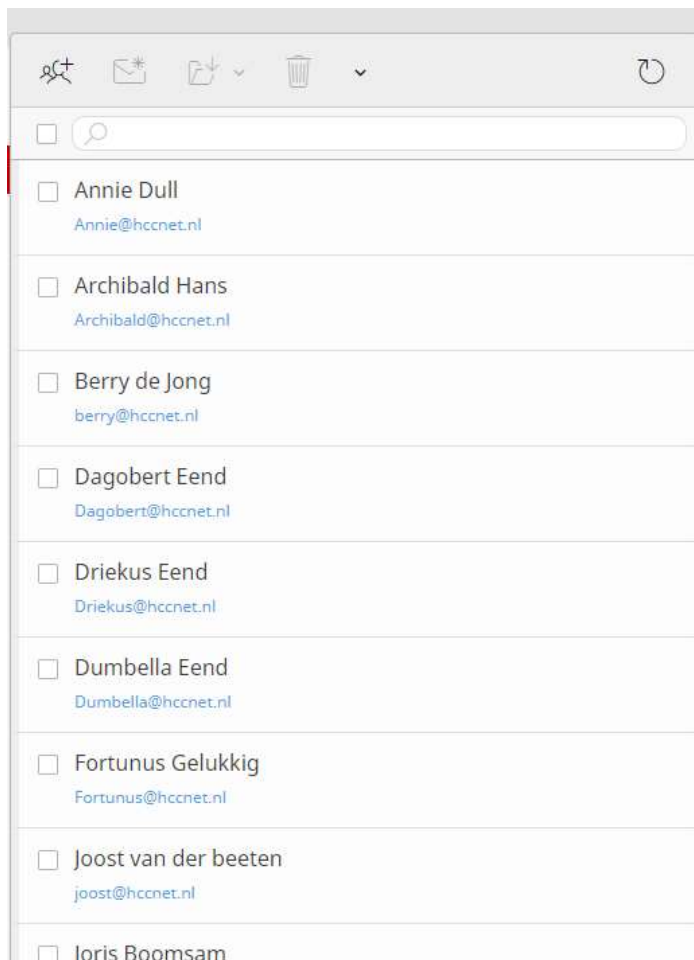 Annie Dull
Annie@hccnet.nl
Archibald Hans
Archibald@hccnet.nl
Berry de Jong
berry@hccnet.nl
Dagobert Eend
Dagobert@hccnet.nl
Driekus Eend
Driekus@hccnet.nl
Dumbella Eend
Dumbella@hccnet.nl
Fortunus Gelukkig
Fortunus@hccnet.nl
Joost van der beeten
joost@hccnet.nl
Joris Boomsam